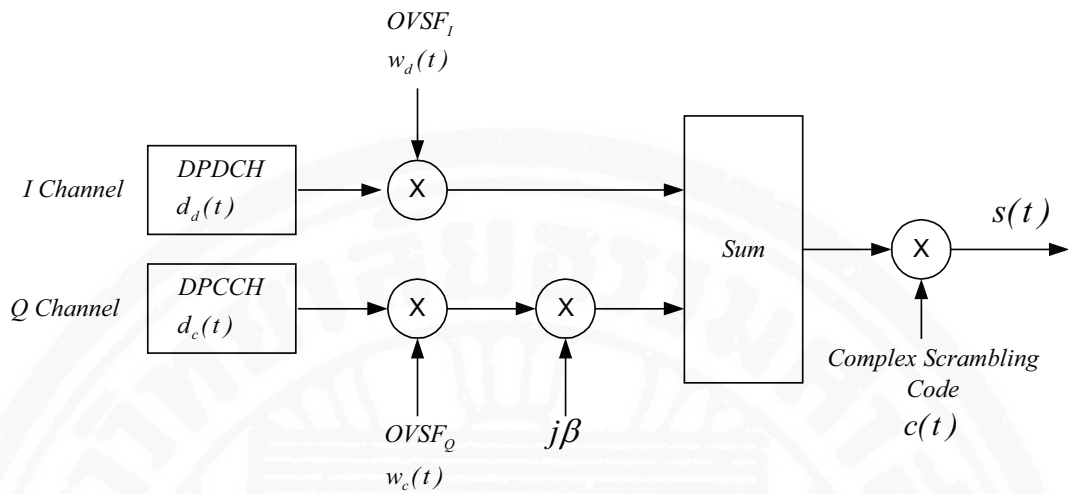 OVSF_I
w_d(t)
I Channel
DPDCH
d_d(t)
X
Q Channel
DPCCH
d_c(t)
X
X
OVSF_Q
w_c(t)
jβ
Sum
X
s(t)
Complex Scrambling
Code
c(t)